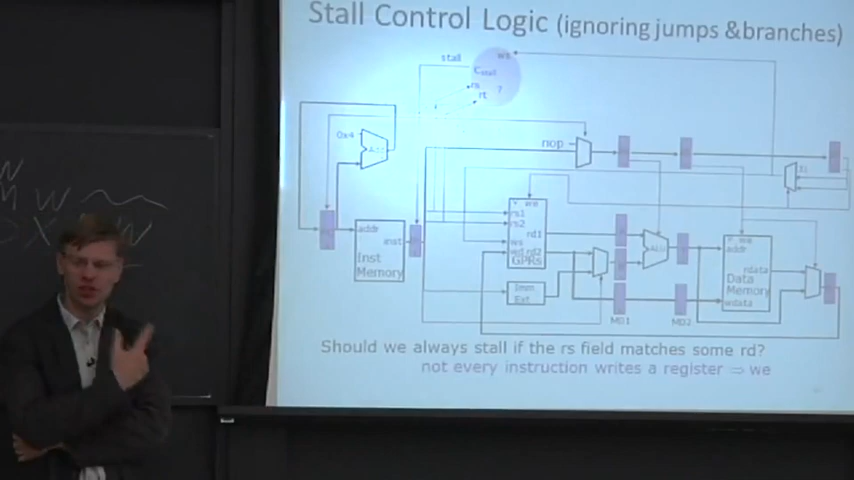 Stall Control Logic (ignoring jumps &branches)
stall
ws
Cstall
rs
rt
?
0x4
Add
nop
31
we
addr
inst
Inst
Memory
rs1
rs2
rd1
ws
wd rd2
GPRs
Imm
Ext
ALU
we
addr
rdata
Data
Memory
wdata
MD1
MD2
Should we always stall if the rs field matches some rd?
not every instruction writes a register ⇒ we
W
M W
X W